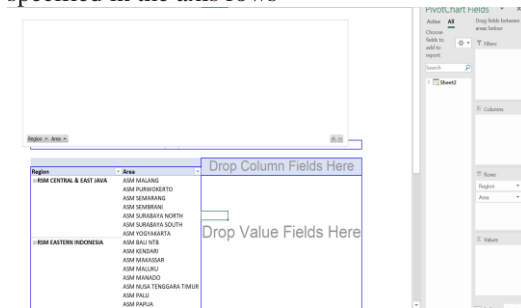 specified in the axis rows
PivotChart Fields
Active All
Drag fields between areas below:
Choose fields to add to report:
Search
Sheet2
Filters
Columns
Rows
Region
Area
Values
Region Area
Drop Column Fields Here
Region Area
RSM CENTRAL & EAST JAVA ASM MALANG
ASM PURWOKERTO
ASM SEMARANG
ASM SEMBRANI
ASM SURABAYA NORTH
ASM SURABAYA SOUTH
ASM YOGYAKARTA
Drop Value Fields Here
RSM EASTERN INDONESIA ASM BALI NTB
ASM KENDARI
ASM MAKASSAR
ASM MALUKU
ASM MANADO
ASM NUSA TENGGARA TIMUR
ASM PALU
ASM PAPUA